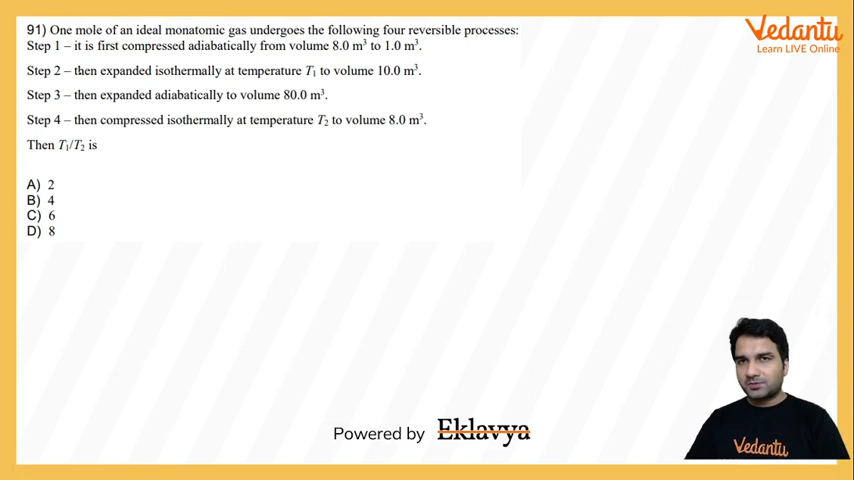 Vedantu
Learn LIVE Online
91) One mole of an ideal monatomic gas undergoes the following four reversible processes:
Step 1 – it is first compressed adiabatically from volume 8.0 m³ to 1.0 m³.
Step 2 – then expanded isothermally at temperature T₁ to volume 10.0 m³.
Step 3 – then expanded adiabatically to volume 80.0 m³.
Step 4 – then compressed isothermally at temperature T₂ to volume 8.0 m³.
Then T₁/T₂ is
A) 2
B) 4
C) 6
D) 8
Powered by Eklavya
Vedantu